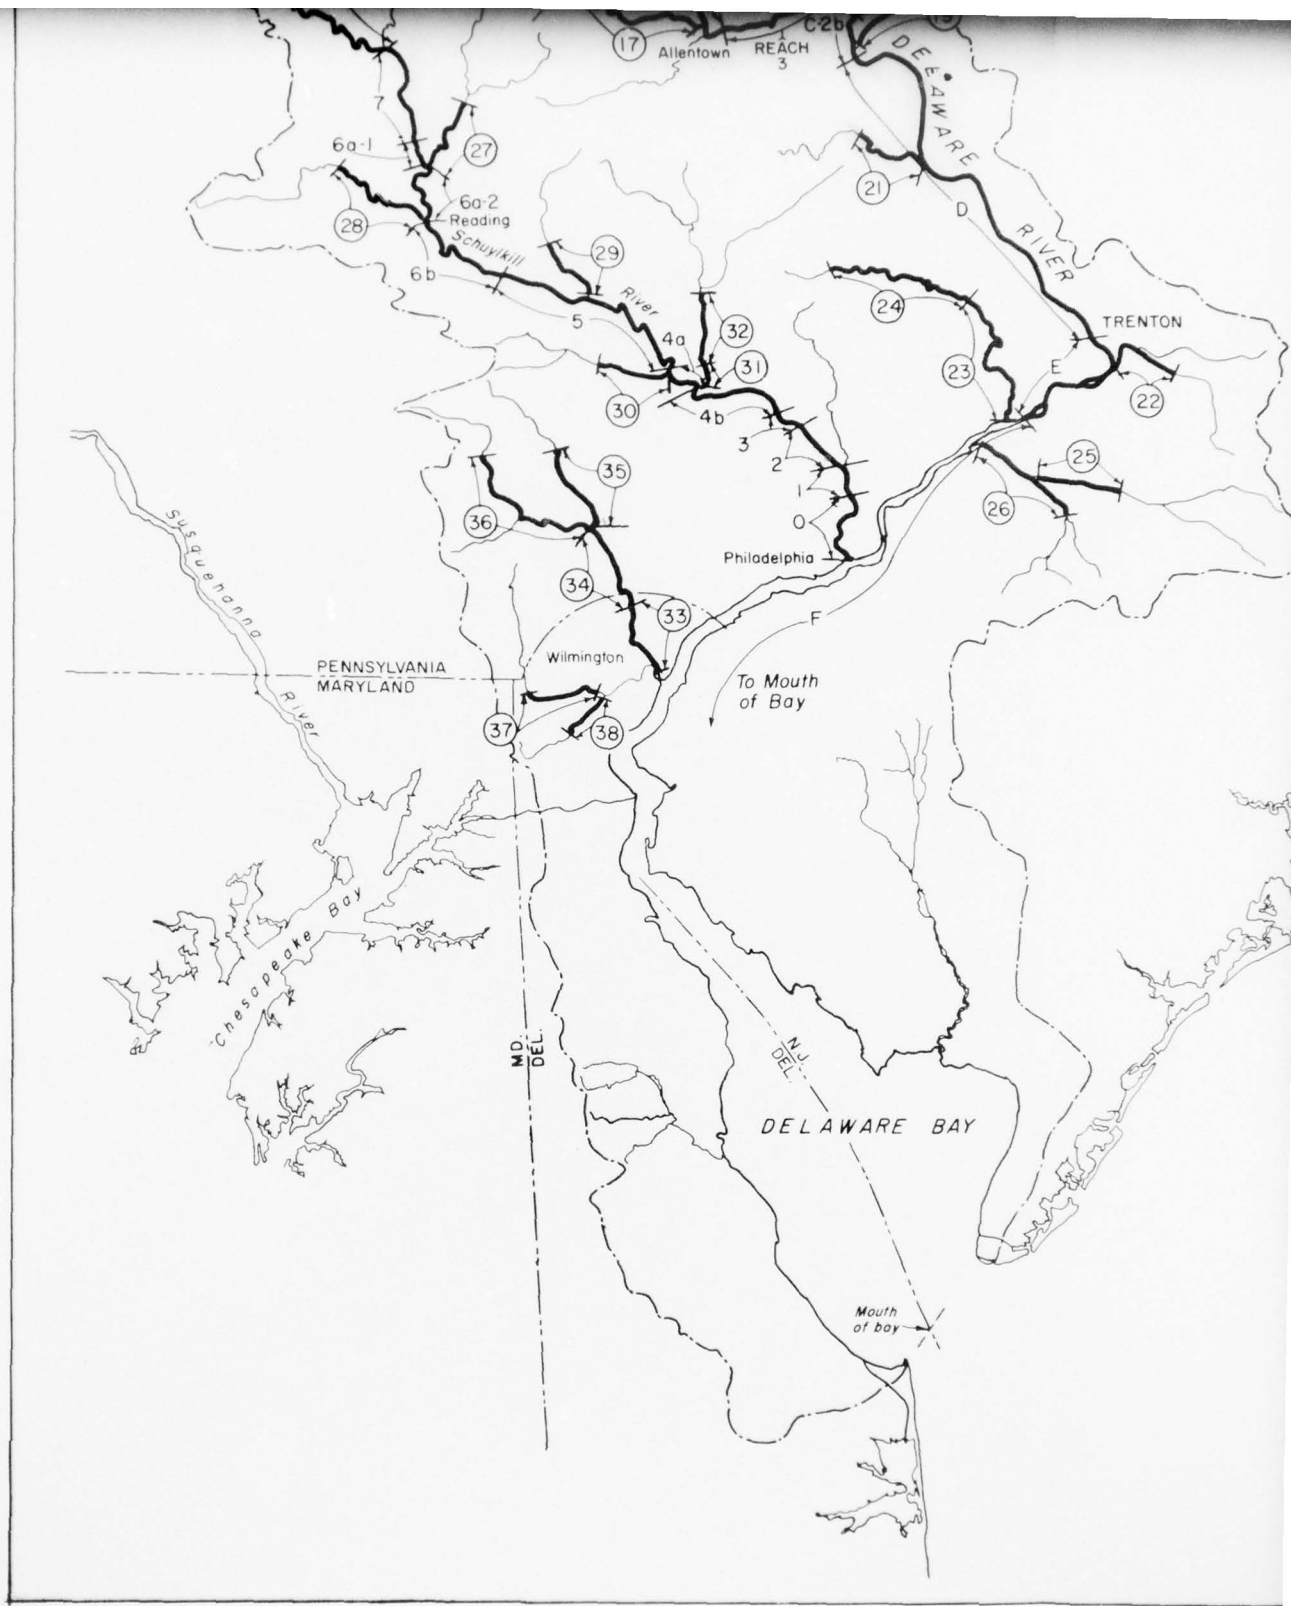 C-2b
17
Allentown
REACH
3
DELAWARE
RIVER
7
6a-1
27
28
6a-2
Reading
Schuylkill
River
6b
29
5
21
D
24
TRENTON
4a
32
31
23
E
22
30
4b
3
2
25
26
1
0
35
36
Philadelphia
Susquehanna
River
34
33
F
Wilmington
PENNSYLVANIA
MARYLAND
To Mouth
of Bay
37
38
Chesapeake Bay
MD.
DEL.
N.J.
DEL.
DELAWARE BAY
Mouth
of bay